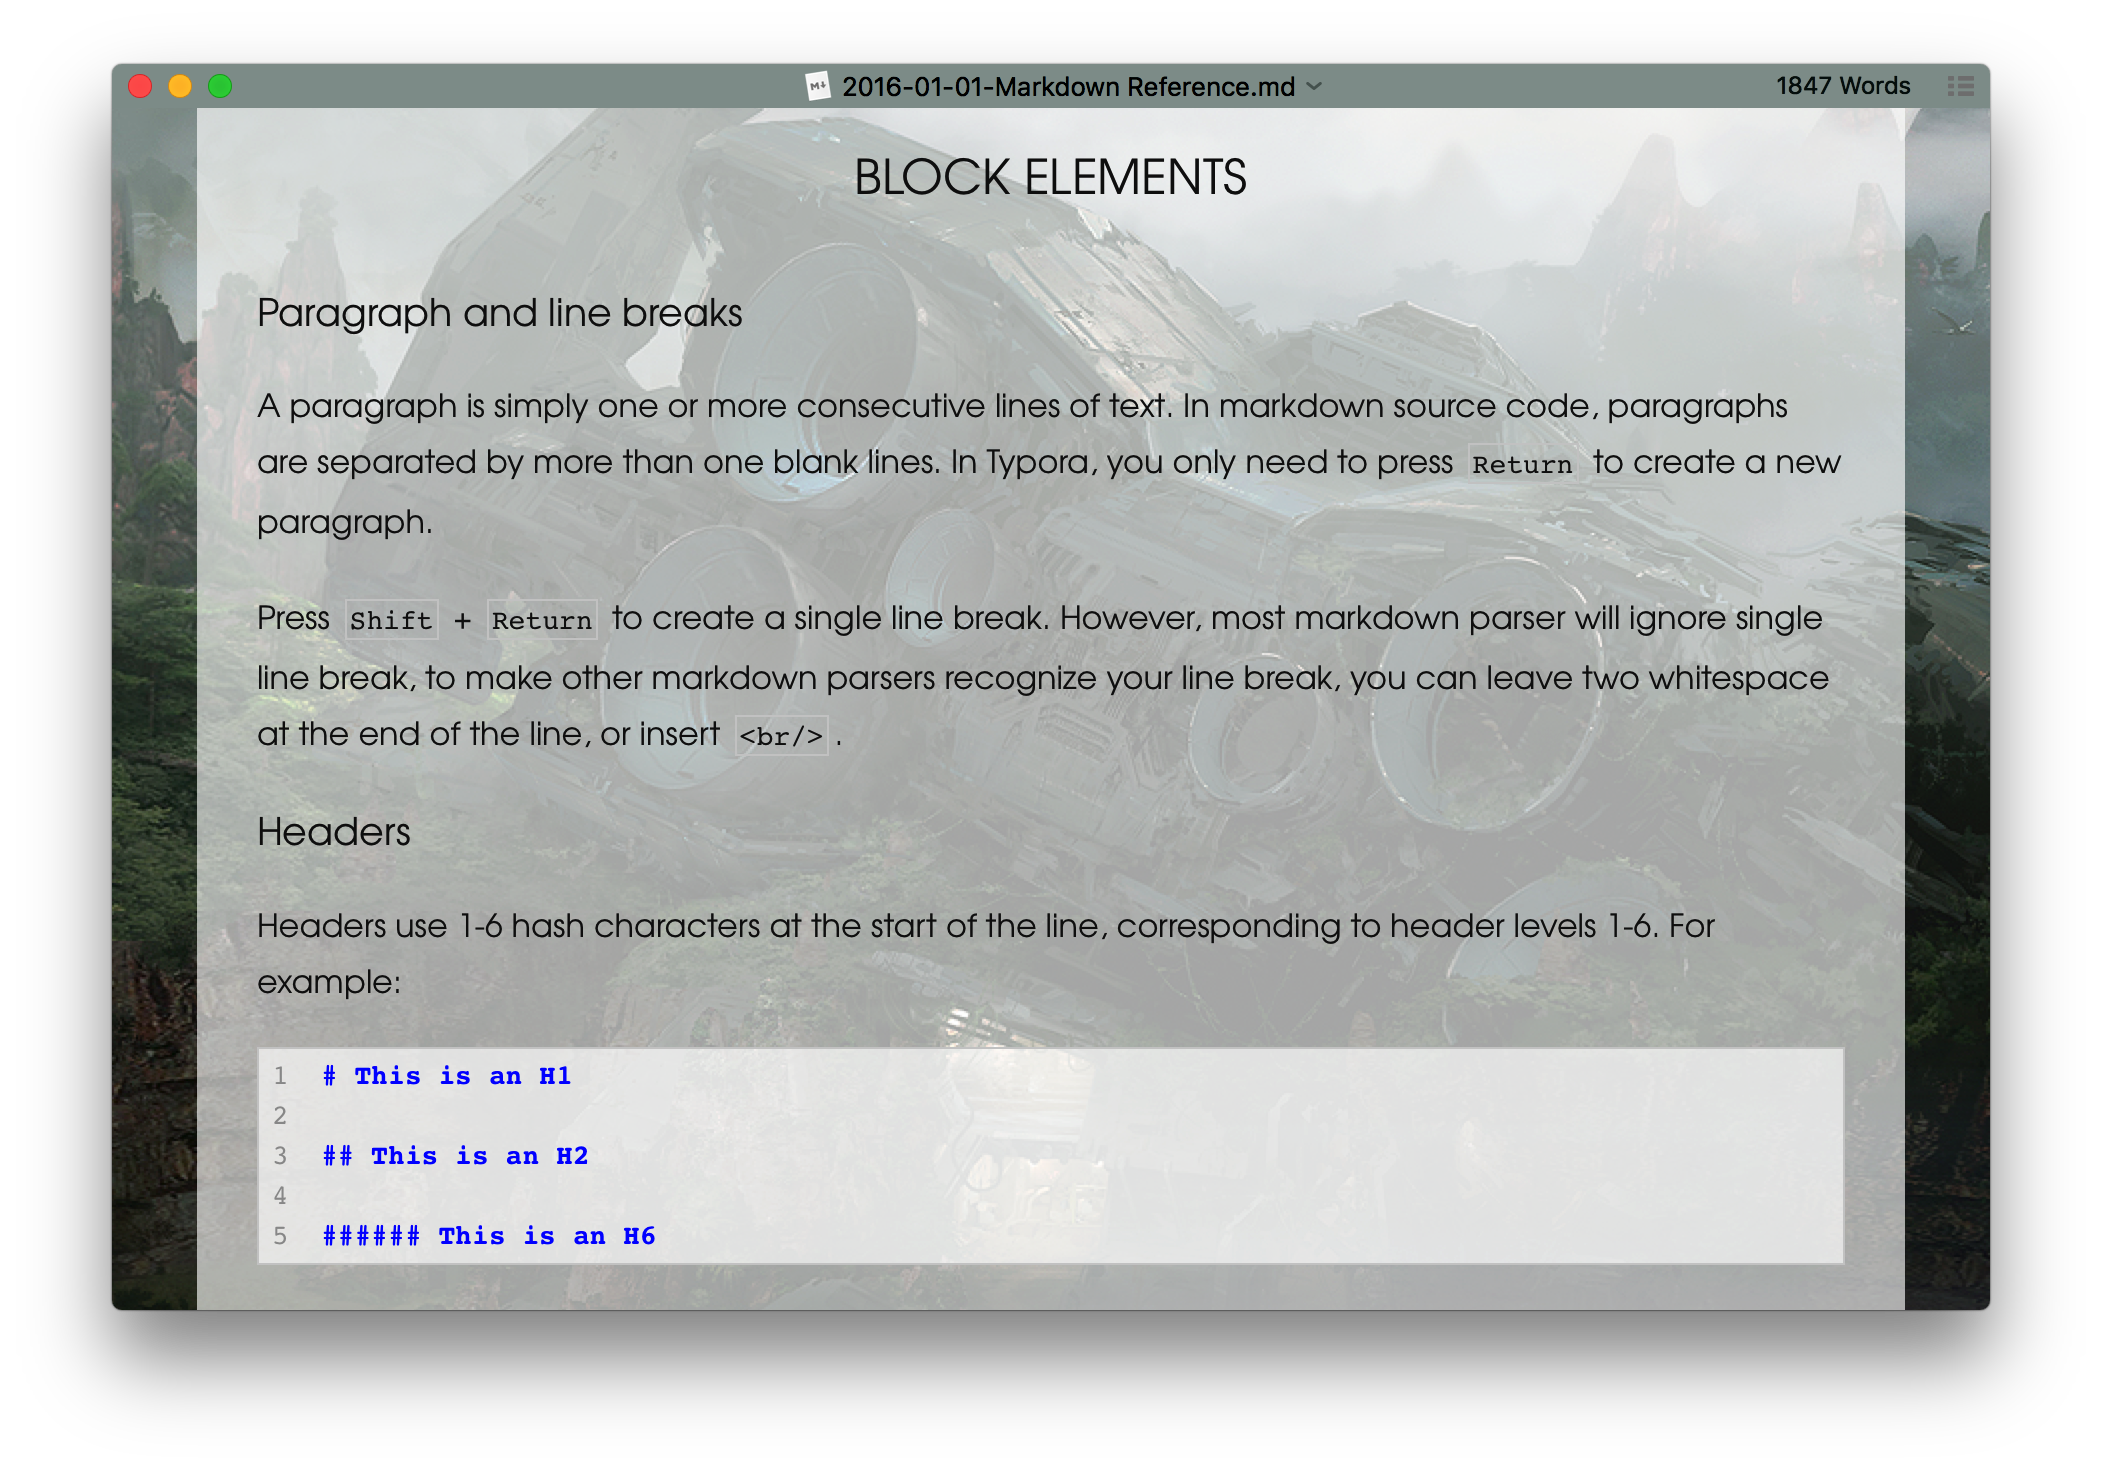 2016-01-01-Markdown Reference.md
1847 Words
BLOCK ELEMENTS
Paragraph and line breaks
A paragraph is simply one or more consecutive lines of text. In markdown source code, paragraphs
are separated by more than one blank lines. In Typora, you only need to press Return to create a new
paragraph.
Press Shift + Return to create a single line break. However, most markdown parser will ignore single
line break, to make other markdown parsers recognize your line break, you can leave two whitespace
at the end of the line, or insert <br/> .
Headers
Headers use 1-6 hash characters at the start of the line, corresponding to header levels 1-6. For
example:
1 # This is an H1
2
3 ## This is an H2
4
5 ###### This is an H6